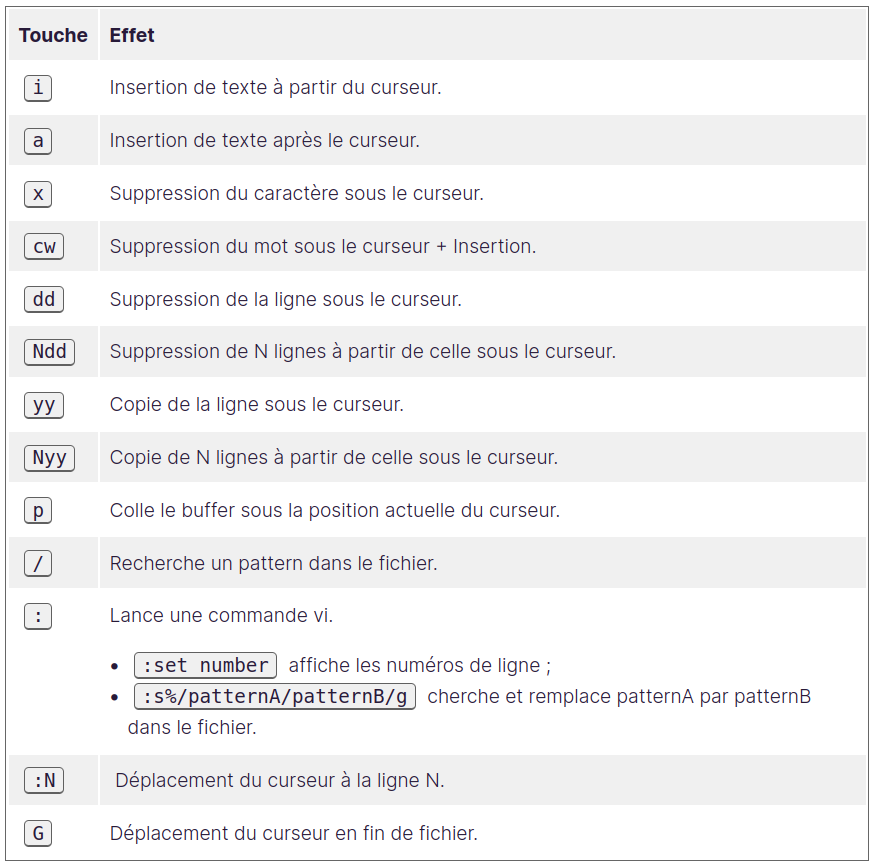 Touche Effet
i Insertion de texte à partir du curseur.
a Insertion de texte après le curseur.
x Suppression du caractère sous le curseur.
cw Suppression du mot sous le curseur + Insertion.
dd Suppression de la ligne sous le curseur.
Ndd Suppression de N lignes à partir de celle sous le curseur.
yy Copie de la ligne sous le curseur.
Nyy Copie de N lignes à partir de celle sous le curseur.
p Colle le buffer sous la position actuelle du curseur.
/ Recherche un pattern dans le fichier.
: Lance une commande vi.
• :set number affiche les numéros de ligne ;
• :s%/patternA/patternB/g cherche et remplace patternA par patternB
dans le fichier.
:N Déplacement du curseur à la ligne N.
G Déplacement du curseur en fin de fichier.